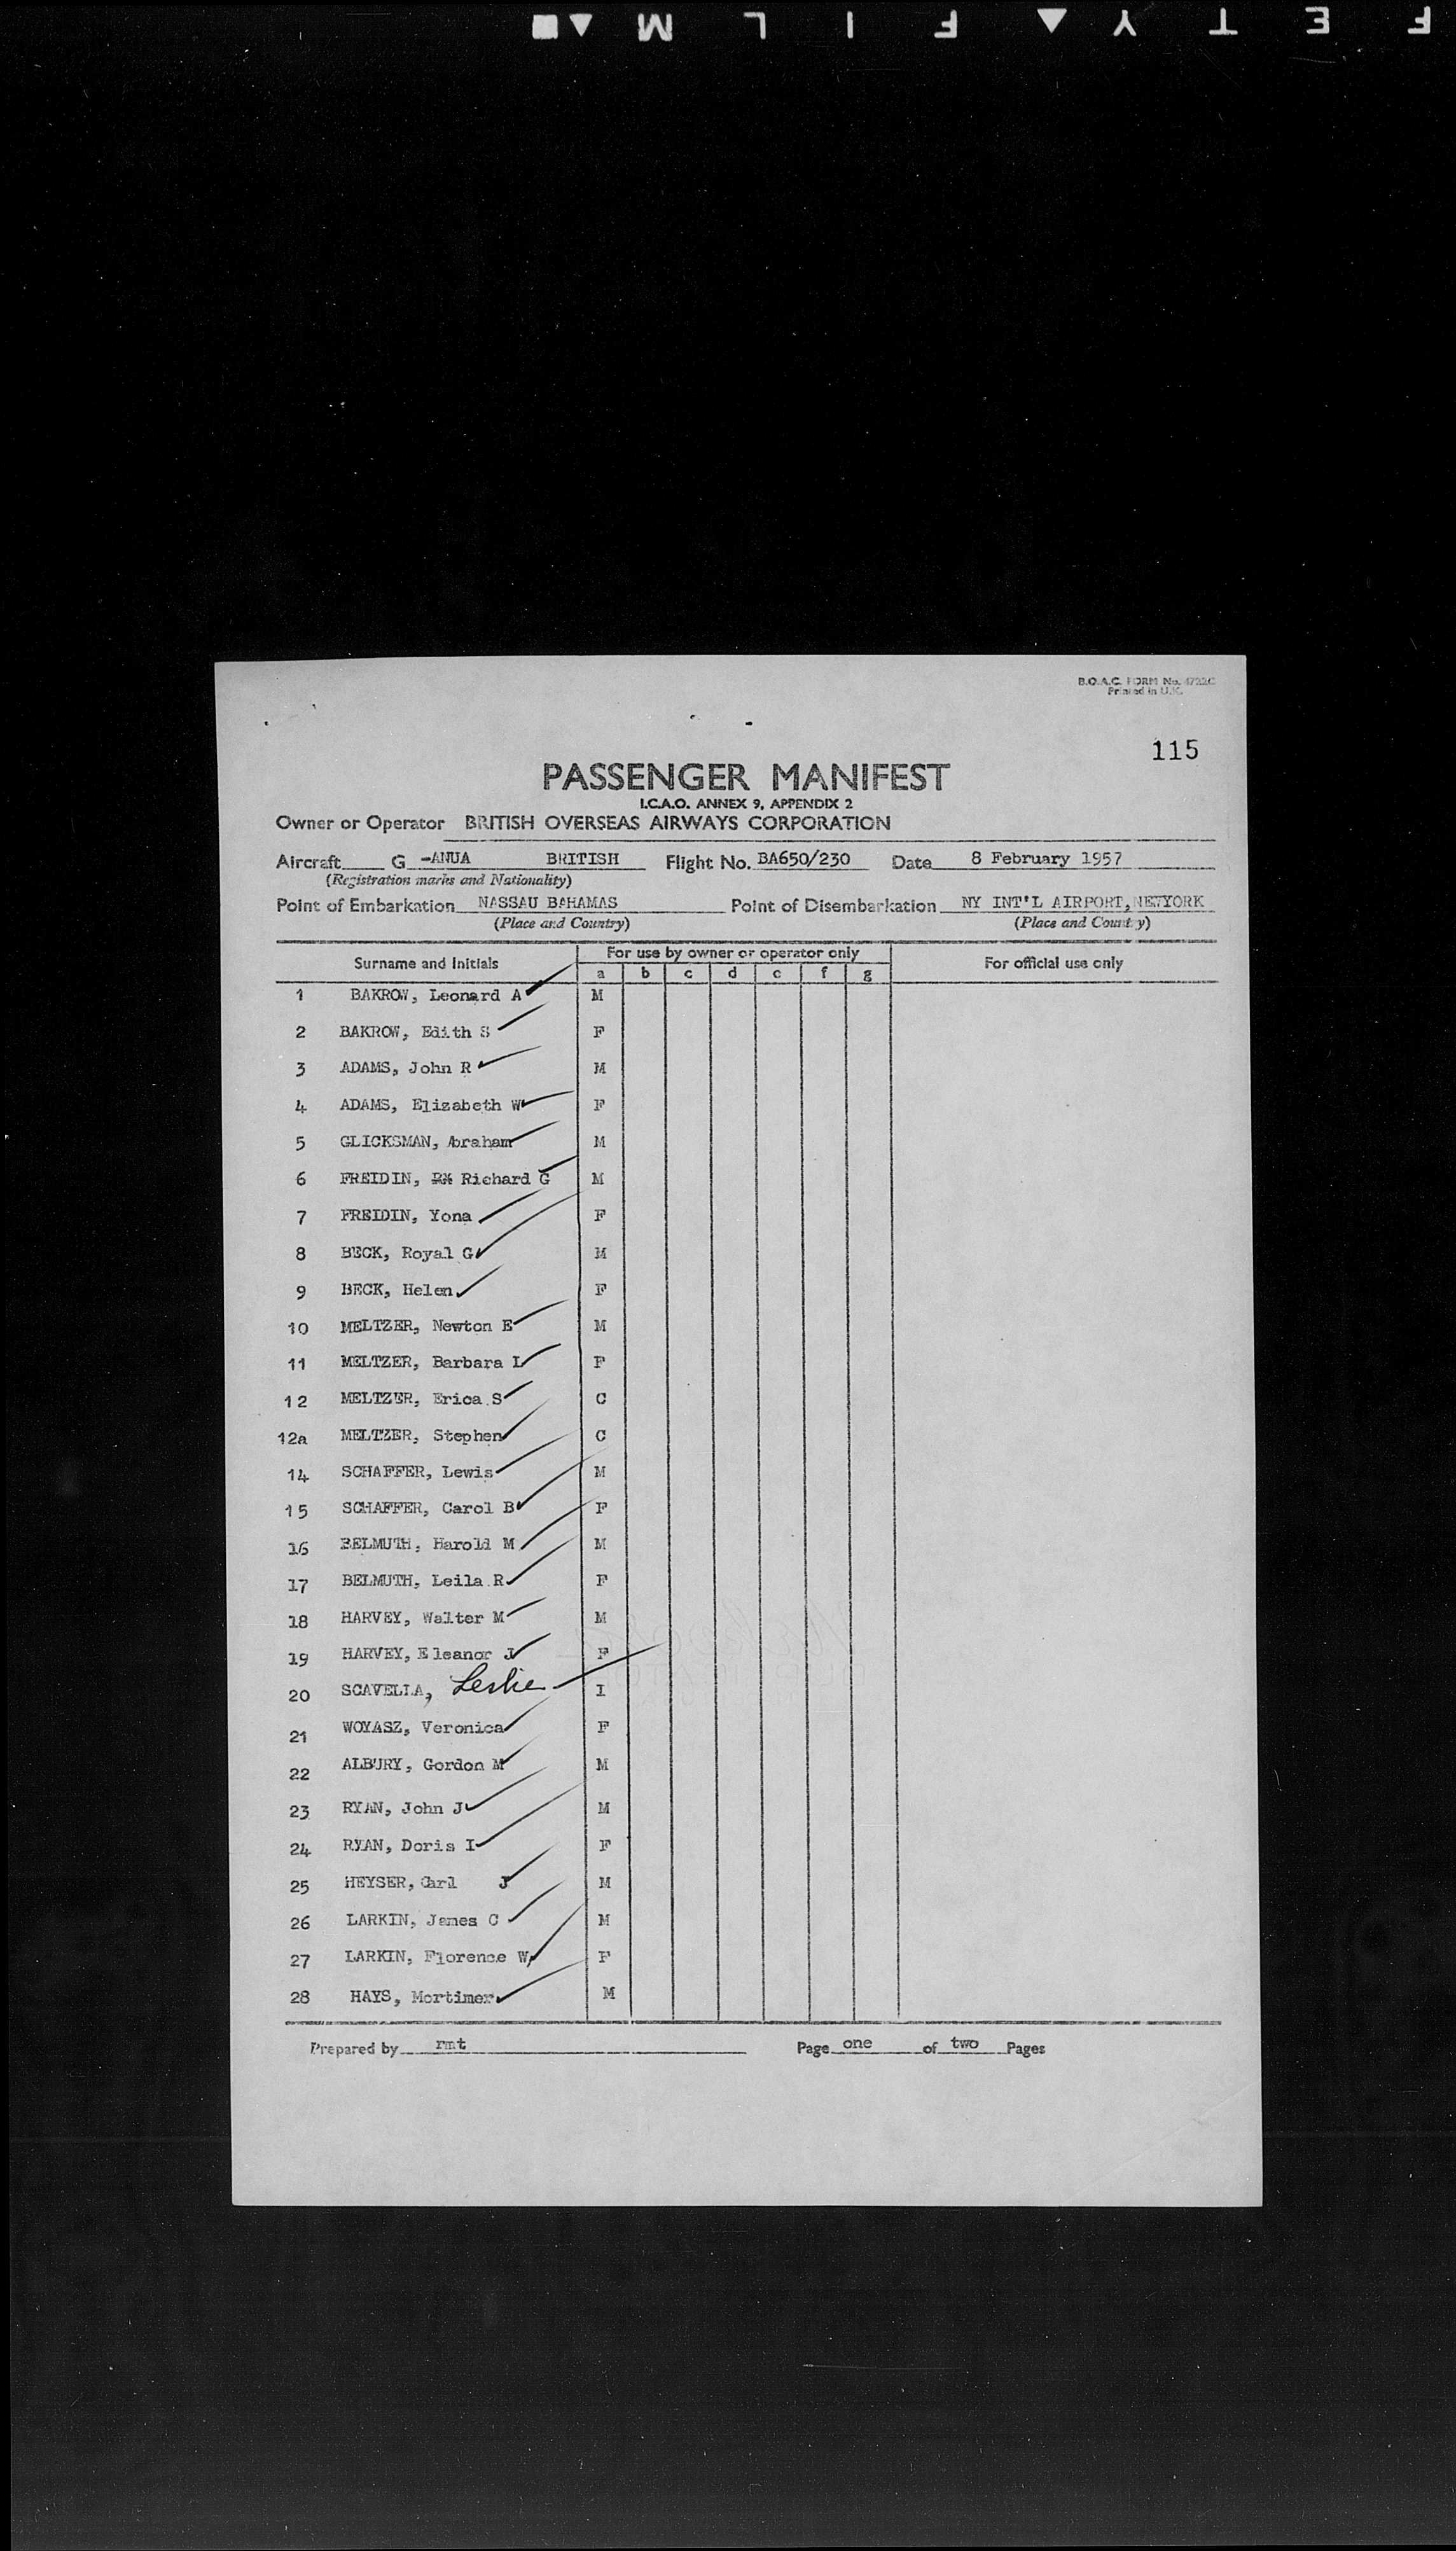 F E T Y ▲ F I L M ▲■
B.O.A.C. FORM No.
Printed in U.K.
115
PASSENGER MANIFEST
I.C.A.O. ANNEX 9, APPENDIX 2
Owner or Operator BRITISH OVERSEAS AIRWAYS CORPORATION
Aircraft G -ANUA BRITISH Flight No. BA650/230 Date 8 February 1957
(Registration marks and Nationality)
Point of Embarkation NASSAU BAHAMAS Point of Disembarkation NY INT'L AIRPORT, NEWYORK
(Place and Country) (Place and Country)
Surname and Initials For use by owner or operator only For official use only
a b c d e f g
1 BAKROW, Leonard A M
2 BAKROW, Edith S F
3 ADAMS, John R M
4 ADAMS, Elizabeth W F
5 GLICKSMAN, Abraham M
6 FREIDIN, Richard G M
7 FREIDIN, Yona F
8 BECK, Royal G M
9 BECK, Helen F
10 MELTZER, Newton E M
11 MELTZER, Barbara L F
12 MELTZER, Erica S C
12a MELTZER, Stephen C
14 SCHAFFER, Lewis M
15 SCHAFFER, Carol B F
16 BELMUTH, Harold M M
17 BELMUTH, Leila R F
18 HARVEY, Walter M M
19 HARVEY, Eleanor J F
20 SCAVELLA, Leslie I
21 WOYASZ, Veronica F
22 ALBURY, Gordon M M
23 RYAN, John J M
24 RYAN, Doris I F
25 HEYSER, Carl J M
26 LARKIN, James C M
27 LARKIN, Florence W F
28 HAYS, Mortimer M
Prepared by rmt Page one of two Pages